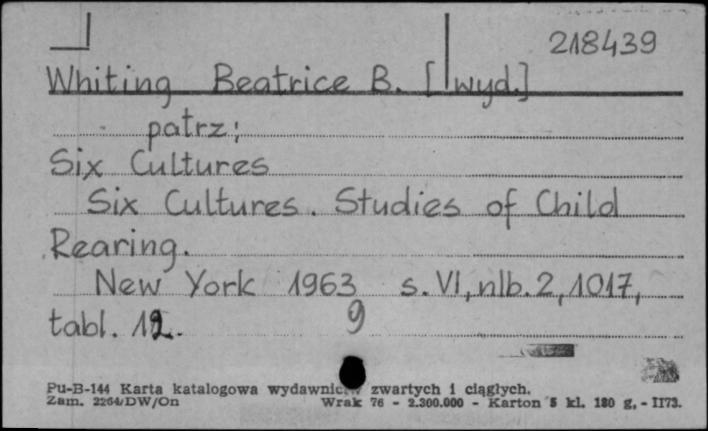 218439
Whiting Beatrice B. [wyd.]
patrz:
Six Cultures
Six Cultures. Studies of Child
Rearing.
New York 1963 s. VI, nlb. 2, 1017,
tabl. 12. 9
Pu-B-144 Karta katalogowa wydawnictw zwartych i ciągłych.
Zam. 2264/DW/On Wrak 76 - 2.300.000 - Karton 5 kl. 180 g. - II73.